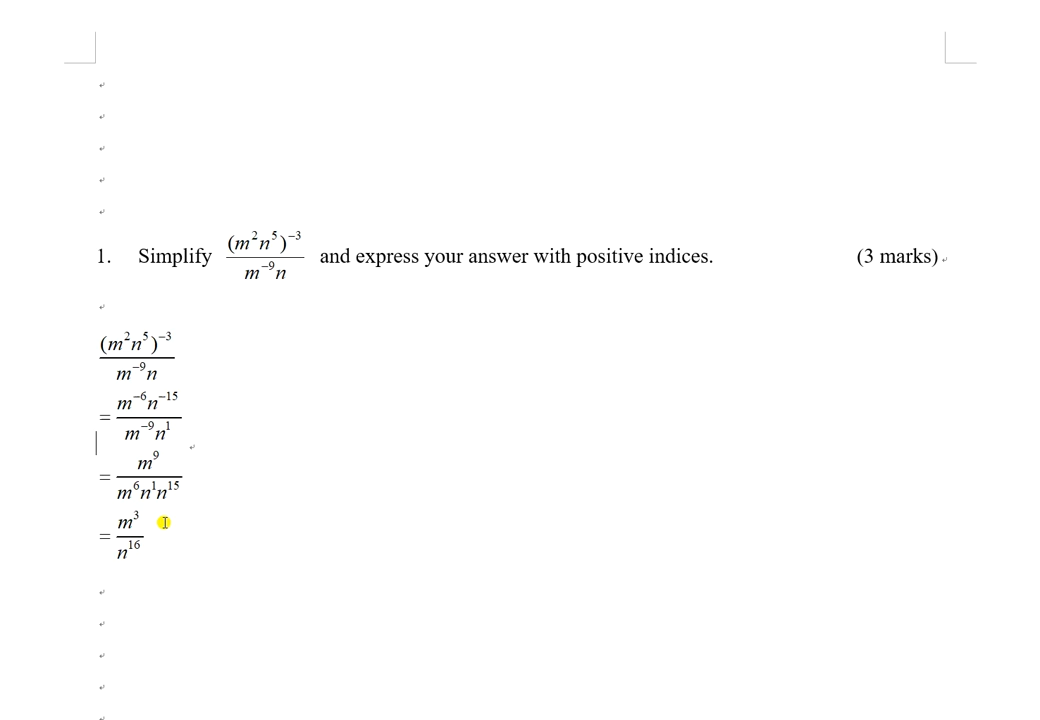 1. Simplify (m²n⁵)⁻³ / m⁻⁹n and express your answer with positive indices. (3 marks)
(m²n⁵)⁻³ / m⁻⁹n
= m⁻⁶n⁻¹⁵ / m⁻⁹n¹
= m⁹ / m⁶n¹n¹⁵
= m³ / n¹⁶